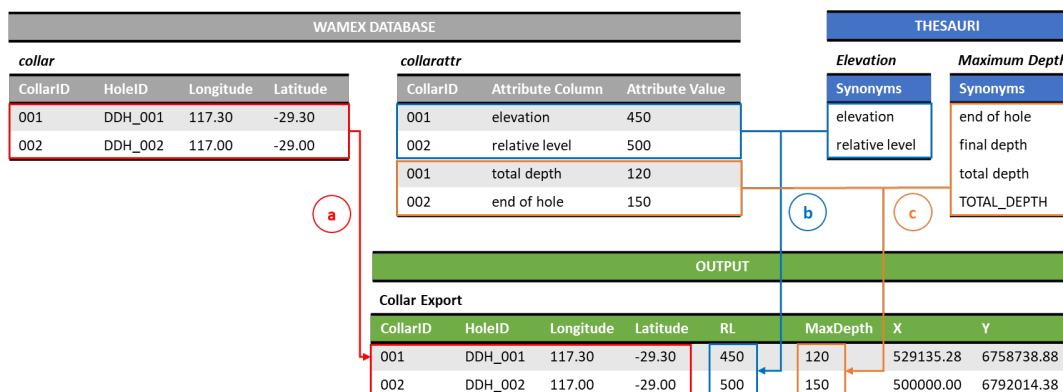 WAMEX DATABASE
THESAURI
collar
collarattr
Elevation
Maximum Depth
CollarID HoleID Longitude Latitude
CollarID Attribute Column Attribute Value
Synonyms
Synonyms
001 DDH_001 117.30 -29.30
001 elevation 450
elevation
end of hole
002 DDH_002 117.00 -29.00
002 relative level 500
relative level
final depth
001 total depth 120
total depth
002 end of hole 150
TOTAL_DEPTH
a
b
c
OUTPUT
Collar Export
CollarID HoleID Longitude Latitude RL MaxDepth X Y
001 DDH_001 117.30 -29.30 450 120 529135.28 6758738.88
002 DDH_002 117.00 -29.00 500 150 500000.00 6792014.38